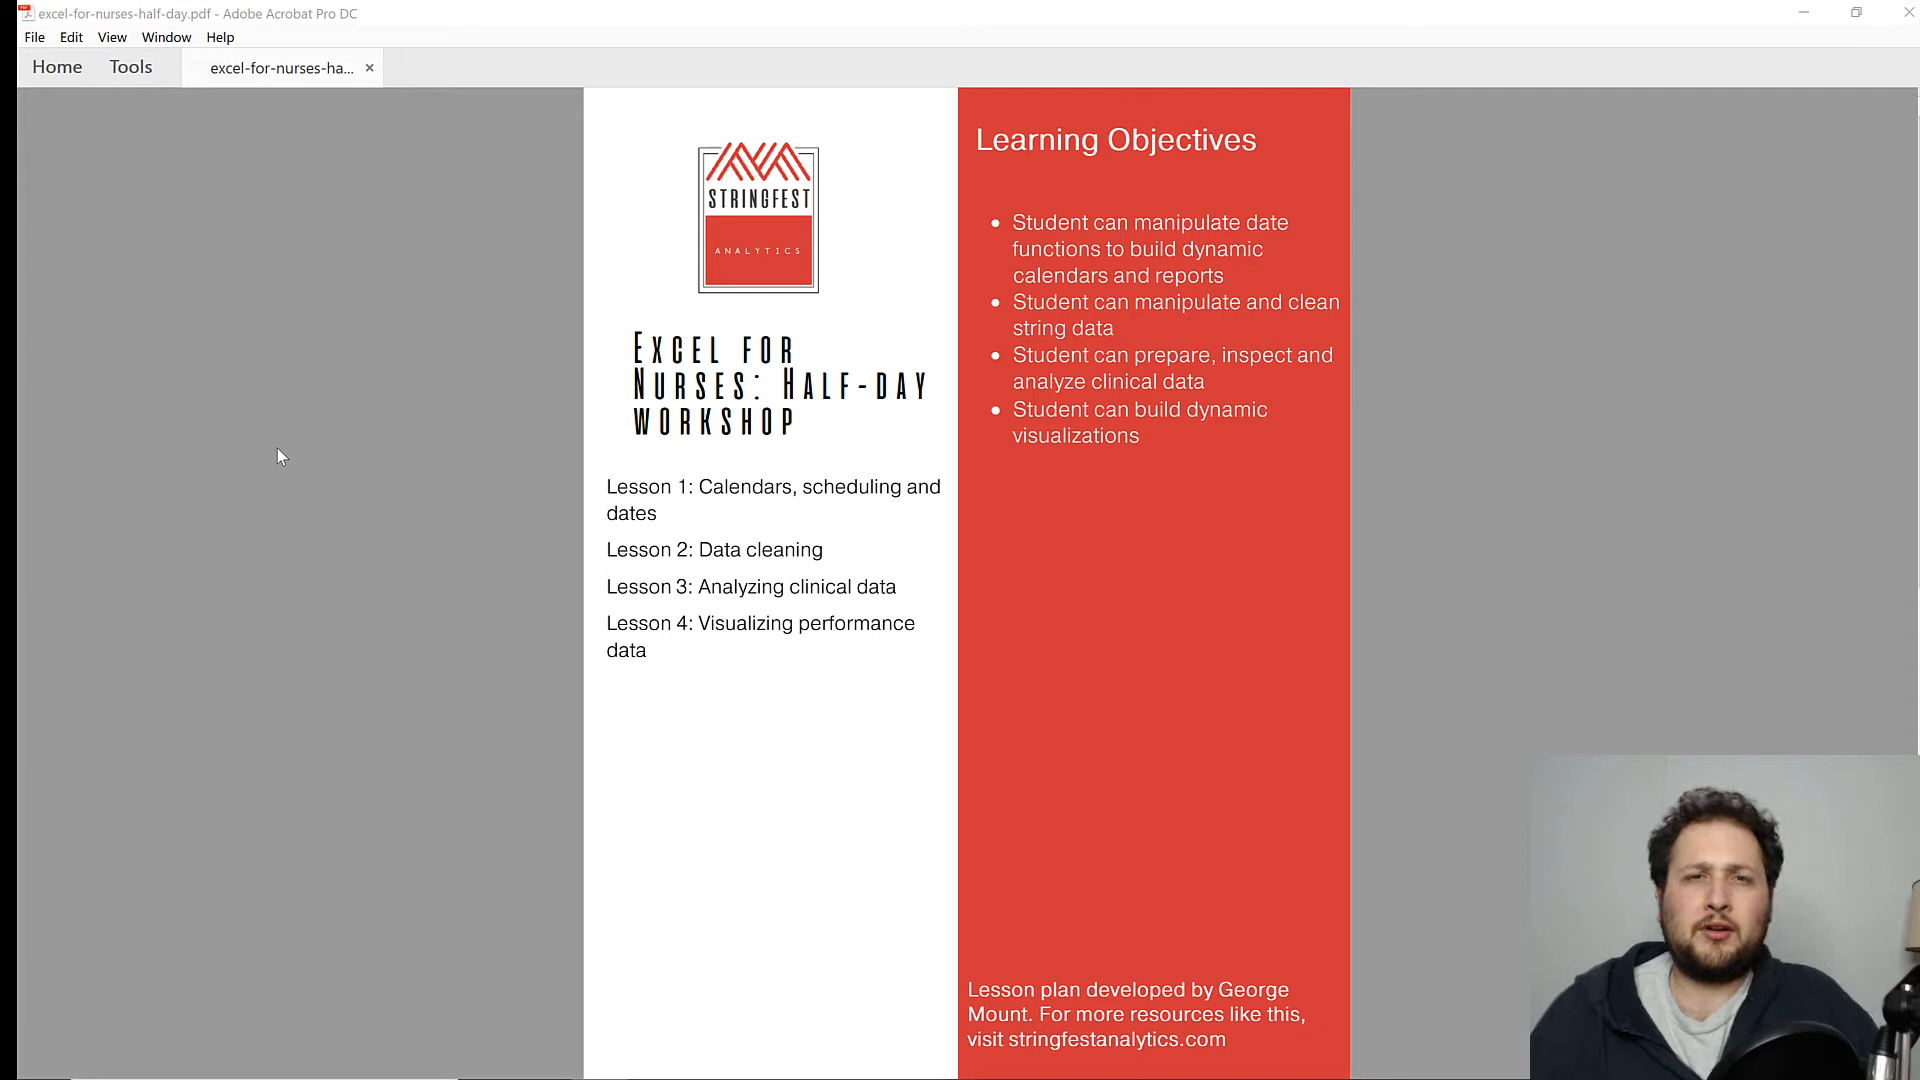 excel-for-nurses-half-day.pdf - Adobe Acrobat Pro DC
File Edit View Window Help
Home Tools excel-for-nurses-ha... ×
STRINGFEST
ANALYTICS
EXCEL FOR
NURSES: HALF-DAY
WORKSHOP
Lesson 1: Calendars, scheduling and
dates
Lesson 2: Data cleaning
Lesson 3: Analyzing clinical data
Lesson 4: Visualizing performance
data
Learning Objectives
• Student can manipulate date
functions to build dynamic
calendars and reports
• Student can manipulate and clean
string data
• Student can prepare, inspect and
analyze clinical data
• Student can build dynamic
visualizations
Lesson plan developed by George
Mount. For more resources like this,
visit stringfestanalytics.com